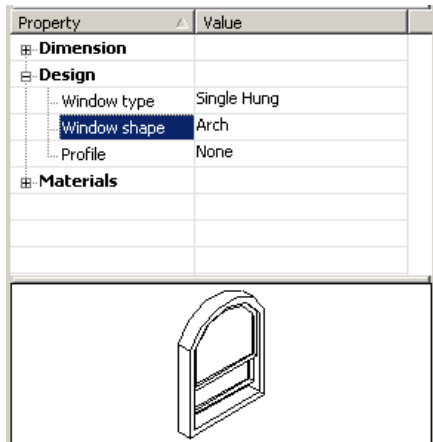 Property Value
Dimension
Design
Window type Single Hung
Window shape Arch
Profile None
Materials